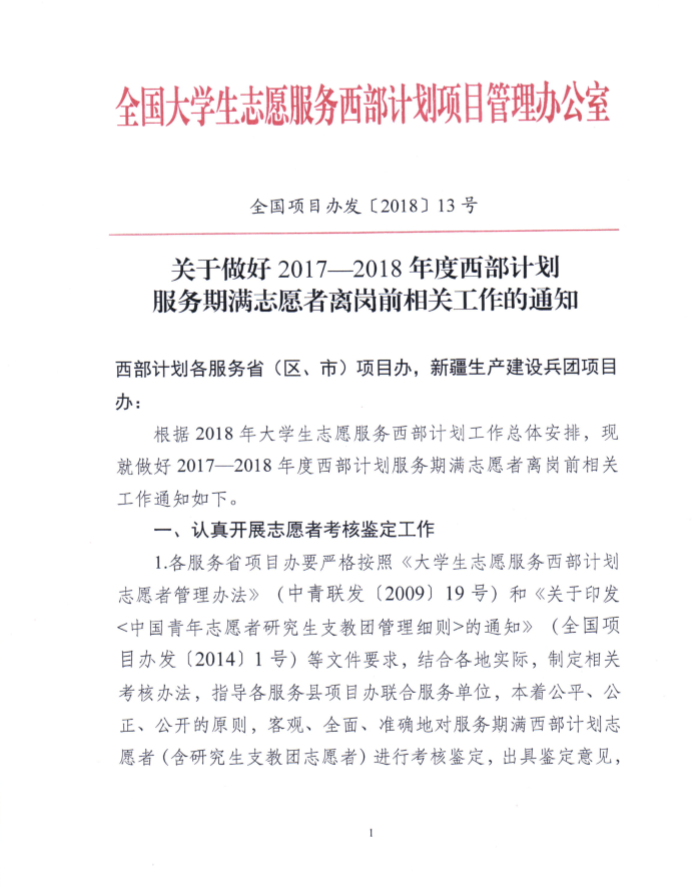 全国大学生志愿服务西部计划项目管理办公室
全国项目办发〔2018〕13 号
关于做好 2017—2018 年度西部计划
服务期满志愿者离岗前相关工作的通知
西部计划各服务省（区、市）项目办，新疆生产建设兵团项目
办：
根据 2018 年大学生志愿服务西部计划工作总体安排，现
就做好 2017—2018 年度西部计划服务期满志愿者离岗前相关
工作通知如下。
一、认真开展志愿者考核鉴定工作
1.各服务省项目办要严格按照《大学生志愿服务西部计划
志愿者管理办法》（中青联发〔2009〕19 号）和《关于印发
<中国青年志愿者研究生支教团管理细则>的通知》（全国项
目办发〔2014〕1 号）等文件要求，结合各地实际，制定相关
考核办法，指导各服务县项目办联合服务单位，本着公平、公
正、公开的原则，客观、全面、准确地对服务期满西部计划志
愿者（含研究生支教团志愿者）进行考核鉴定，出具鉴定意见，
1